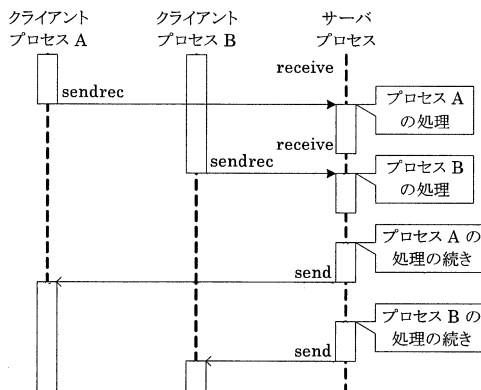 クライアント
プロセス A
クライアント
プロセス B
サーバ
プロセス
receive
sendrec
プロセス A
の処理
receive
sendrec
プロセス B
の処理
プロセス A の
処理の続き
send
プロセス B の
処理の続き
send